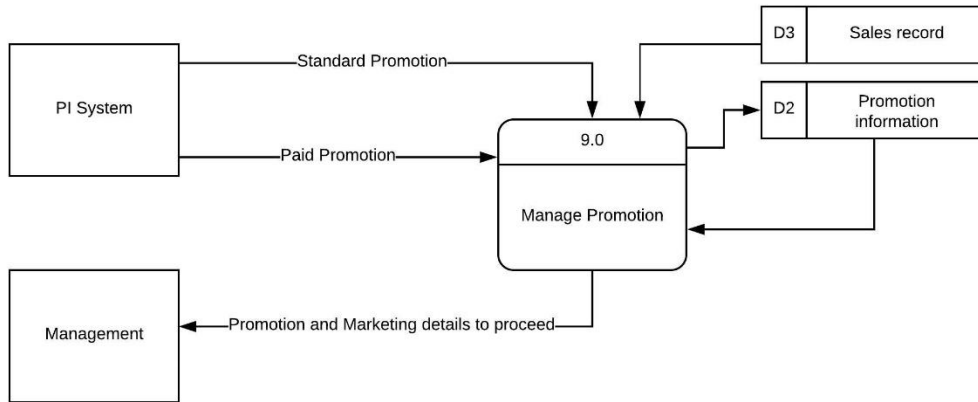 D3
Sales record
Standard Promotion
PI System
D2
Promotion
information
9.0
Paid Promotion
Manage Promotion
Management
Promotion and Marketing details to proceed